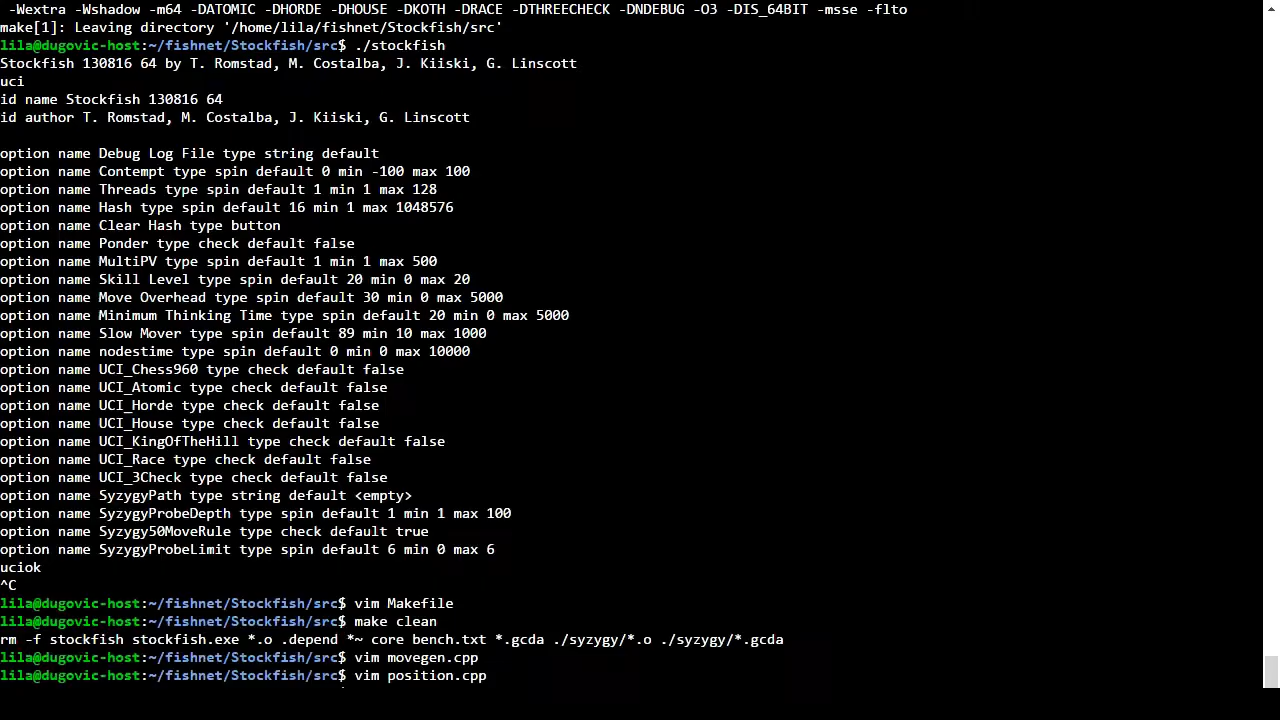 -Wextra -Wshadow -m64 -DATOMIC -DHORDE -DHOUSE -DKOTH -DRACE -DTHREECHECK -DNDEBUG -O3 -DIS_64BIT -msse -flto
make[1]: Leaving directory '/home/lila/fishnet/Stockfish/src'
lila@dugovic-host:~/fishnet/Stockfish/src$ ./stockfish
Stockfish 130816 64 by T. Romstad, M. Costalba, J. Kiiski, G. Linscott
uci
id name Stockfish 130816 64
id author T. Romstad, M. Costalba, J. Kiiski, G. Linscott
option name Debug Log File type string default
option name Contempt type spin default 0 min -100 max 100
option name Threads type spin default 1 min 1 max 128
option name Hash type spin default 16 min 1 max 1048576
option name Clear Hash type button
option name Ponder type check default false
option name MultiPV type spin default 1 min 1 max 500
option name Skill Level type spin default 20 min 0 max 20
option name Move Overhead type spin default 30 min 0 max 5000
option name Minimum Thinking Time type spin default 20 min 0 max 5000
option name Slow Mover type spin default 89 min 10 max 1000
option name nodestime type spin default 0 min 0 max 10000
option name UCI_Chess960 type check default false
option name UCI_Atomic type check default false
option name UCI_Horde type check default false
option name UCI_House type check default false
option name UCI_KingOfTheHill type check default false
option name UCI_Race type check default false
option name UCI_3Check type check default false
option name SyzygyPath type string default <empty>
option name SyzygyProbeDepth type spin default 1 min 1 max 100
option name Syzygy50MoveRule type check default true
option name SyzygyProbeLimit type spin default 6 min 0 max 6
uciok
^C
lila@dugovic-host:~/fishnet/Stockfish/src$ vim Makefile
lila@dugovic-host:~/fishnet/Stockfish/src$ make clean
rm -f stockfish stockfish.exe *.o .depend *~ core bench.txt *.gcda ./syzygy/*.o ./syzygy/*.gcda
lila@dugovic-host:~/fishnet/Stockfish/src$ vim movegen.cpp
lila@dugovic-host:~/fishnet/Stockfish/src$ vim position.cpp